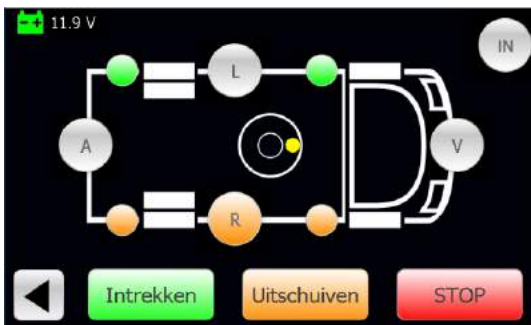 11.9 V
IN
L
A
V
R
Intrekken
Uitschuiven
STOP